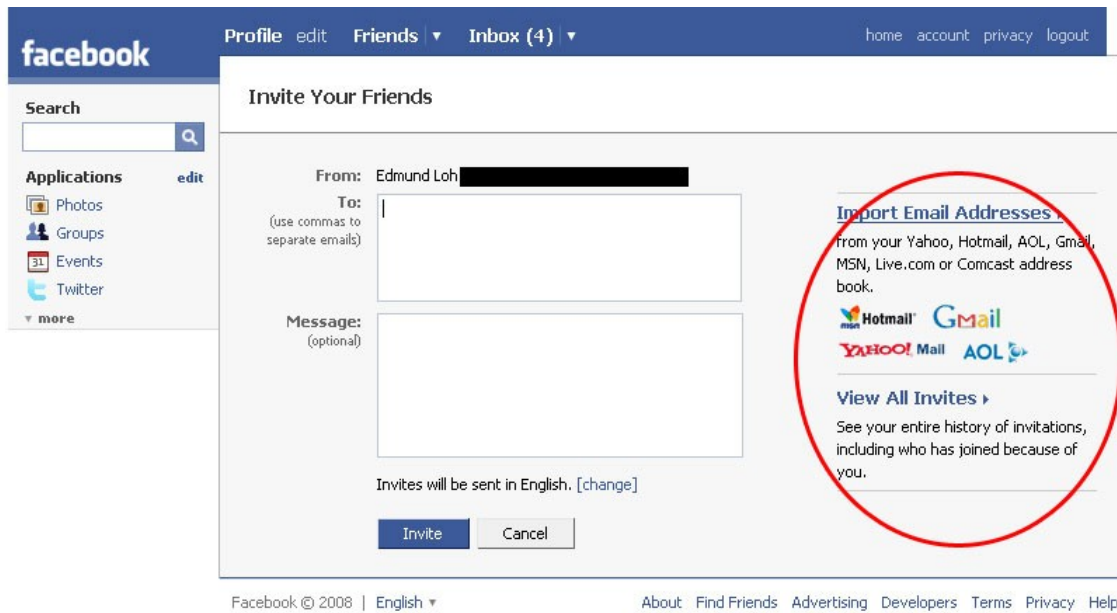 facebook
Profile edit Friends ▾ Inbox (4) ▾ home account privacy logout
Search
Applications edit
Photos
Groups
31 Events
Twitter
▾ more
Invite Your Friends
From: Edmund Loh
To:
(use commas to
separate emails)
Message:
(optional)
Invites will be sent in English. [change]
Invite Cancel
Import Email Addresses ›
from your Yahoo, Hotmail, AOL, Gmail,
MSN, Live.com or Comcast address
book.
msn Hotmail Gmail
YAHOO! Mail AOL
View All Invites ›
See your entire history of invitations,
including who has joined because of
you.
Facebook © 2008 | English ▾ About Find Friends Advertising Developers Terms Privacy Help